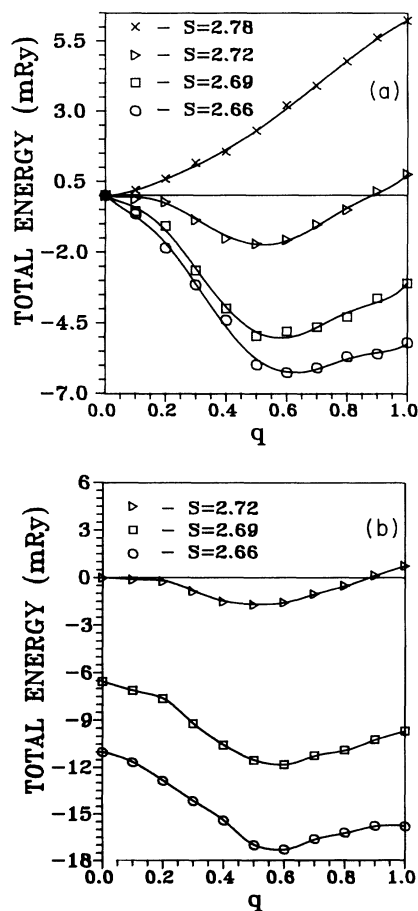 5.5
3.0
0.5
−2.0
−4.5
−7.0
TOTAL ENERGY (mRy)
× − S=2.78
▷ − S=2.72
□ − S=2.69
○ − S=2.66
(a)
0.0 0.2 0.4 0.6 0.8 1.0
q
6
3
0
−3
−6
−9
−12
−15
−18
TOTAL ENERGY (mRy)
▷ − S=2.72
□ − S=2.69
○ − S=2.66
(b)
0.0 0.2 0.4 0.6 0.8 1.0
q